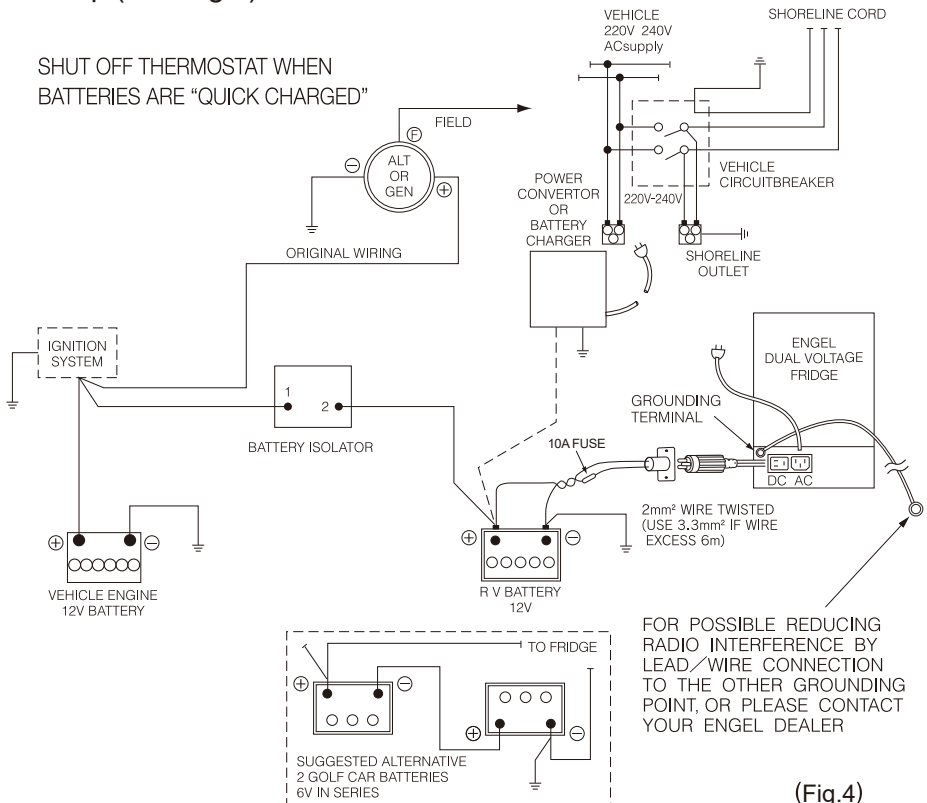 VEHICLE
220V 240V
ACsupply
SHORELINE CORD
SHUT OFF THERMOSTAT WHEN
BATTERIES ARE “QUICK CHARGED”
FIELD
F
⊖
ALT
OR
GEN
⊕
ORIGINAL WIRING
POWER
CONVERTOR
OR
BATTERY
CHARGER
220V-240V
VEHICLE
CIRCUITBREAKER
SHORELINE
OUTLET
IGNITION
SYSTEM
1
2
BATTERY ISOLATOR
ENGEL
DUAL VOLTAGE
FRIDGE
GROUNDING
TERMINAL
DC AC
10A FUSE
2mm² WIRE TWISTED
(USE 3.3mm² IF WIRE
EXCESS 6m)
⊕ ⊖
VEHICLE ENGINE
12V BATTERY
⊕ ⊖
R V BATTERY
12V
FOR POSSIBLE REDUCING
RADIO INTERFERENCE BY
LEAD/WIRE CONNECTION
TO THE OTHER GROUNDING
POINT, OR PLEASE CONTACT
YOUR ENGEL DEALER
TO FRIDGE
⊕ ⊖
⊕ ⊖
SUGGESTED ALTERNATIVE
2 GOLF CAR BATTERIES
6V IN SERIES
(Fig.4)